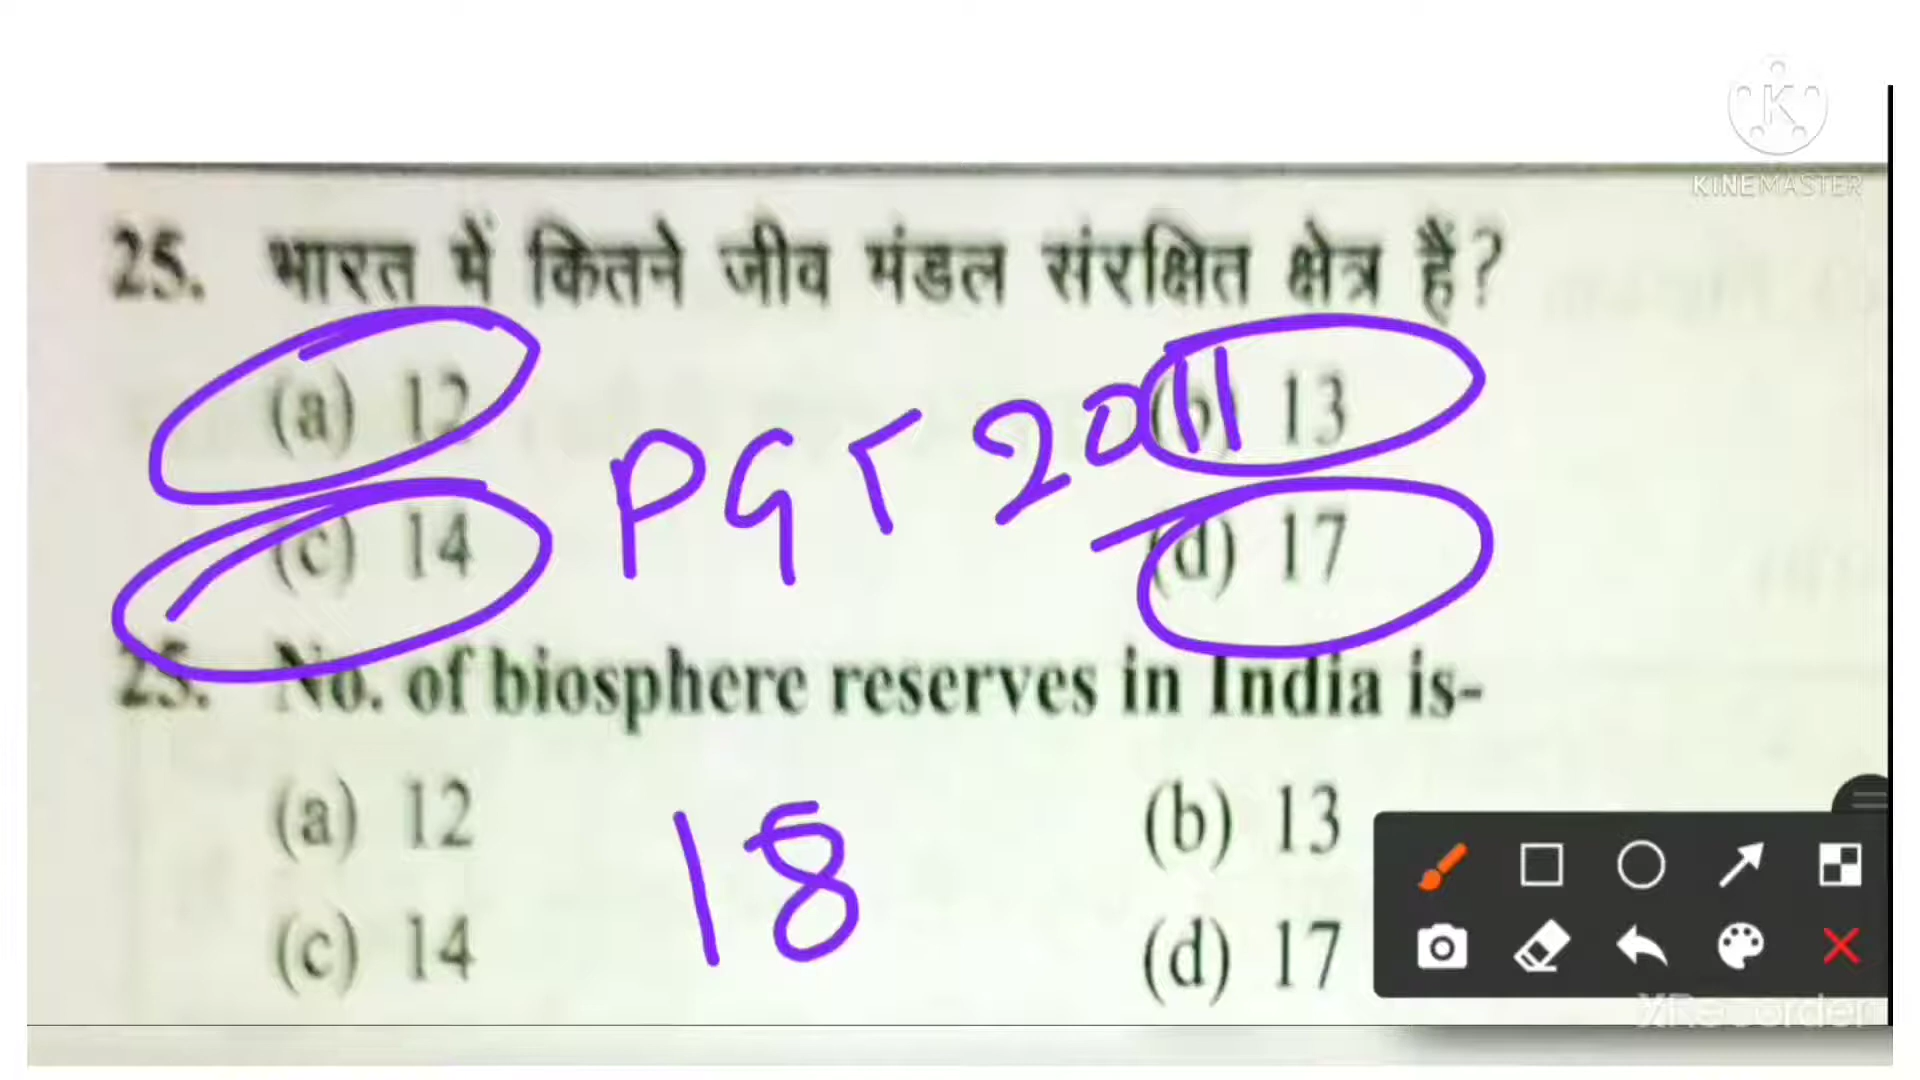 KINEMASTER
25. भारत में कितने जीव मंडल संरक्षित क्षेत्र हैं?
(a) 12 (b) 13
PGT 2011
(c) 14 (d) 17
25. No. of biosphere reserves in India is-
(a) 12 (b) 13
18
(c) 14 (d) 17
XRecorder